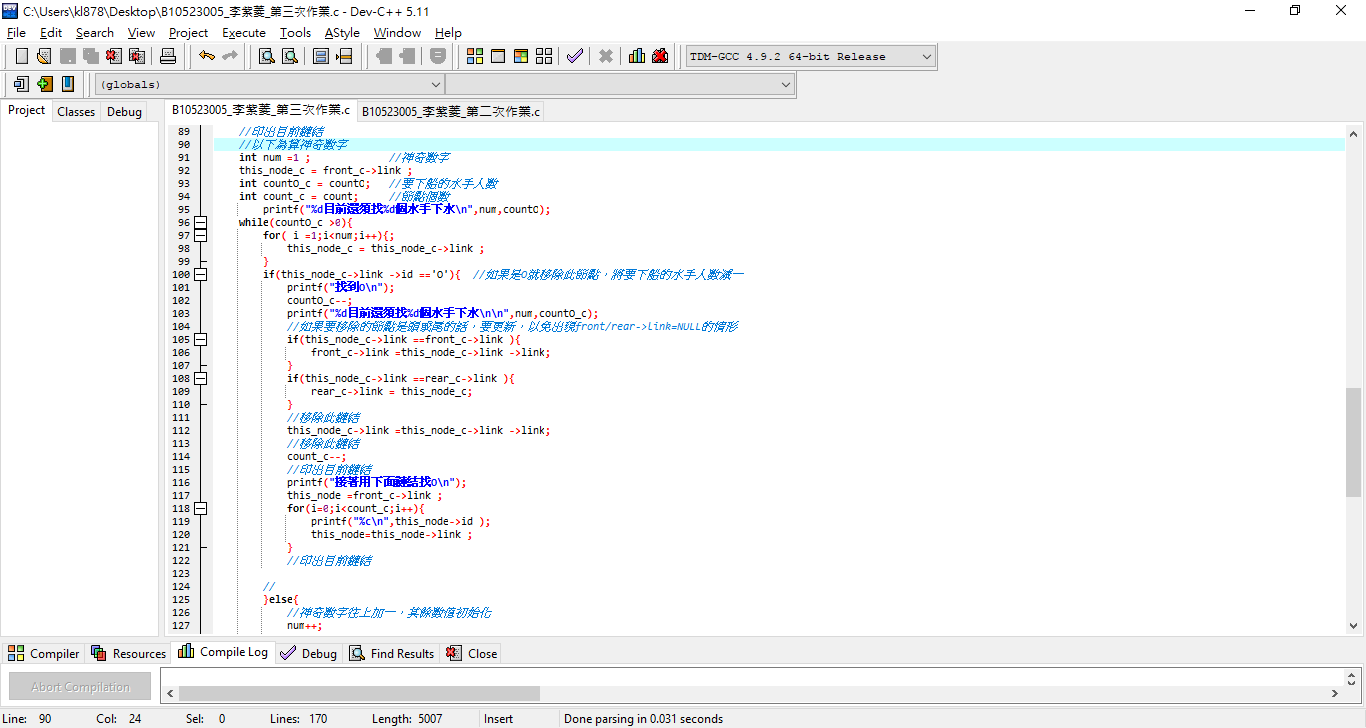 C:\Users\kl878\Desktop\B10523005_李紫菱_第三次作業.c - Dev-C++ 5.11
File Edit Search View Project Execute Tools AStyle Window Help
TDM-GCC 4.9.2 64-bit Release
(globals)
Project Classes Debug B10523005_李紫菱_第三次作業.c B10523005_李紫菱_第二次作業.c
89 //印出目前鏈結
90 //以下為算神奇數字
91 int num =1 ; //神奇數字
92 this_node_c = front_c->link ;
93 int countO_c = countO; //要下船的水手人數
94 int count_c = count; //節點個數
95 printf("%d目前還須找%d個水手下水\n",num,countO);
96 while(countO_c >0){
97 for( i =1;i<num;i++){;
98 this_node_c = this_node_c->link ;
99 }
100 if(this_node_c->link ->id =='O'){ //如果是O就移除此節點，將要下船的水手人數減一
101 printf("找到O\n");
102 countO_c--;
103 printf("%d目前還須找%d個水手下水\n\n",num,countO_c);
104 //如果要移除的節點是頭或尾的話，要更新，以免出現front/rear->link=NULL的情形
105 if(this_node_c->link ==front_c->link ){
106 front_c->link =this_node_c->link ->link;
107 }
108 if(this_node_c->link ==rear_c->link ){
109 rear_c->link = this_node_c;
110 }
111 //移除此鏈結
112 this_node_c->link =this_node_c->link ->link;
113 //移除此鏈結
114 count_c--;
115 //印出目前鏈結
116 printf("接著用下面鏈結找O\n");
117 this_node =front_c->link ;
118 for(i=0;i<count_c;i++){
119 printf("%c\n",this_node->id );
120 this_node=this_node->link ;
121 }
122 //印出目前鏈結
123
124 //
125 }else{
126 //神奇數字往上加一，其餘數值初始化
127 num++;
Compiler Resources Compile Log Debug Find Results Close
Abort Compilation
Line: 90 Col: 24 Sel: 0 Lines: 170 Length: 5007 Insert Done parsing in 0.031 seconds